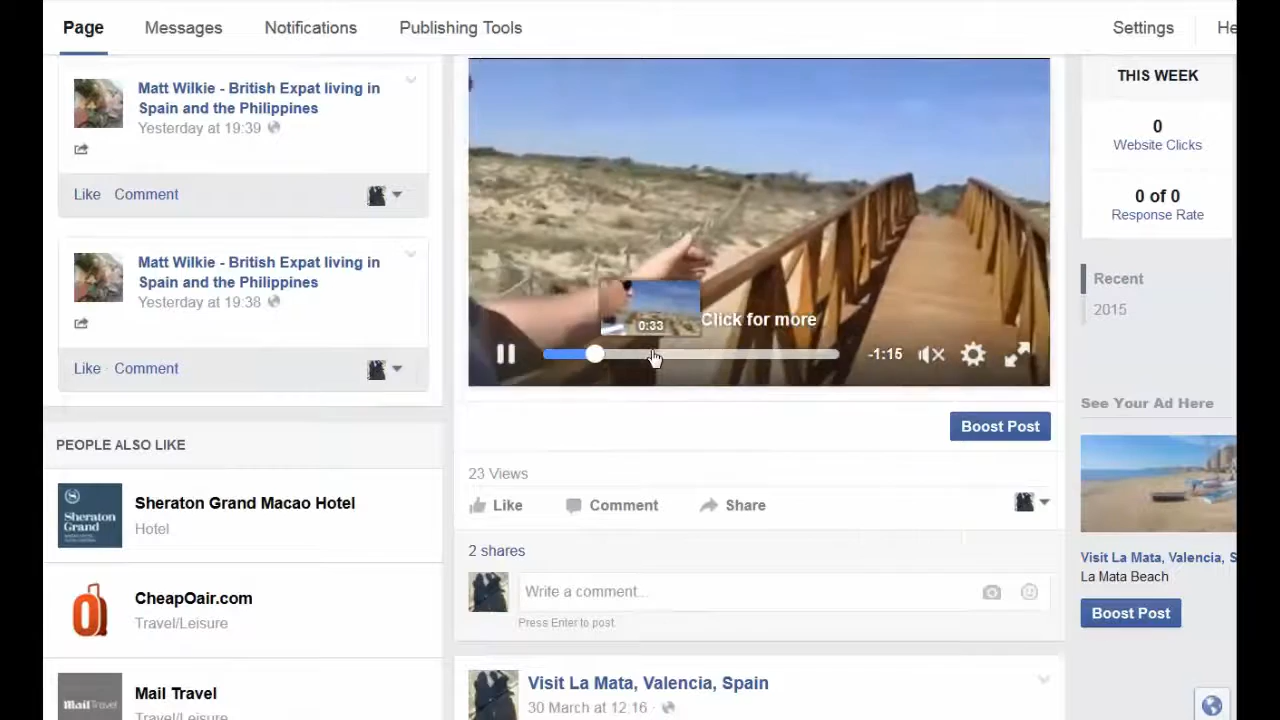 Page
Messages
Notifications
Publishing Tools
Settings
He
Matt Wilkie - British Expat living in
Spain and the Philippines
Yesterday at 19:39
Like Comment
Matt Wilkie - British Expat living in
Spain and the Philippines
Yesterday at 19:38
Like · Comment
PEOPLE ALSO LIKE
Sheraton
Grand
Sheraton Grand Macao Hotel
Hotel
CheapOair.com
Travel/Leisure
Mail Travel
Mail Travel
Travel/Leisure
0:33
Click for more
-1:15
Boost Post
23 Views
Like
Comment
Share
2 shares
Write a comment...
Press Enter to post.
Visit La Mata, Valencia, Spain
30 March at 12:16 ·
THIS WEEK
0
Website Clicks
0 of 0
Response Rate
Recent
2015
See Your Ad Here
Visit La Mata, Valencia, S
La Mata Beach
Boost Post